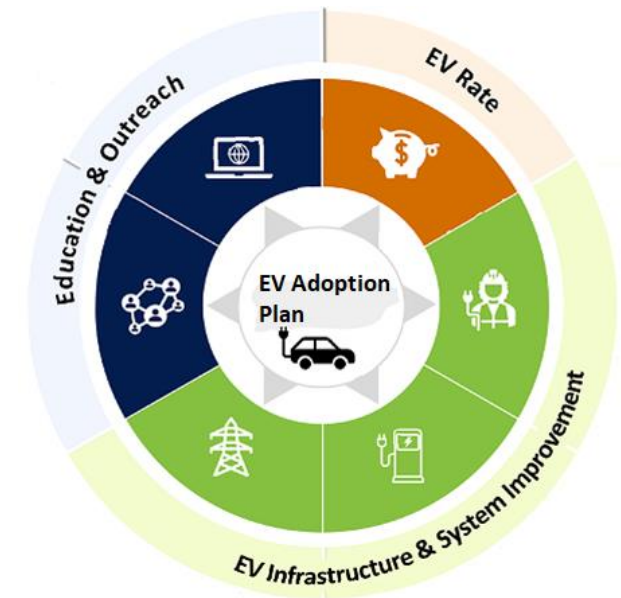 Education & Outreach
EV Rate
$
EV Adoption
Plan
EV Infrastructure & System Improvement